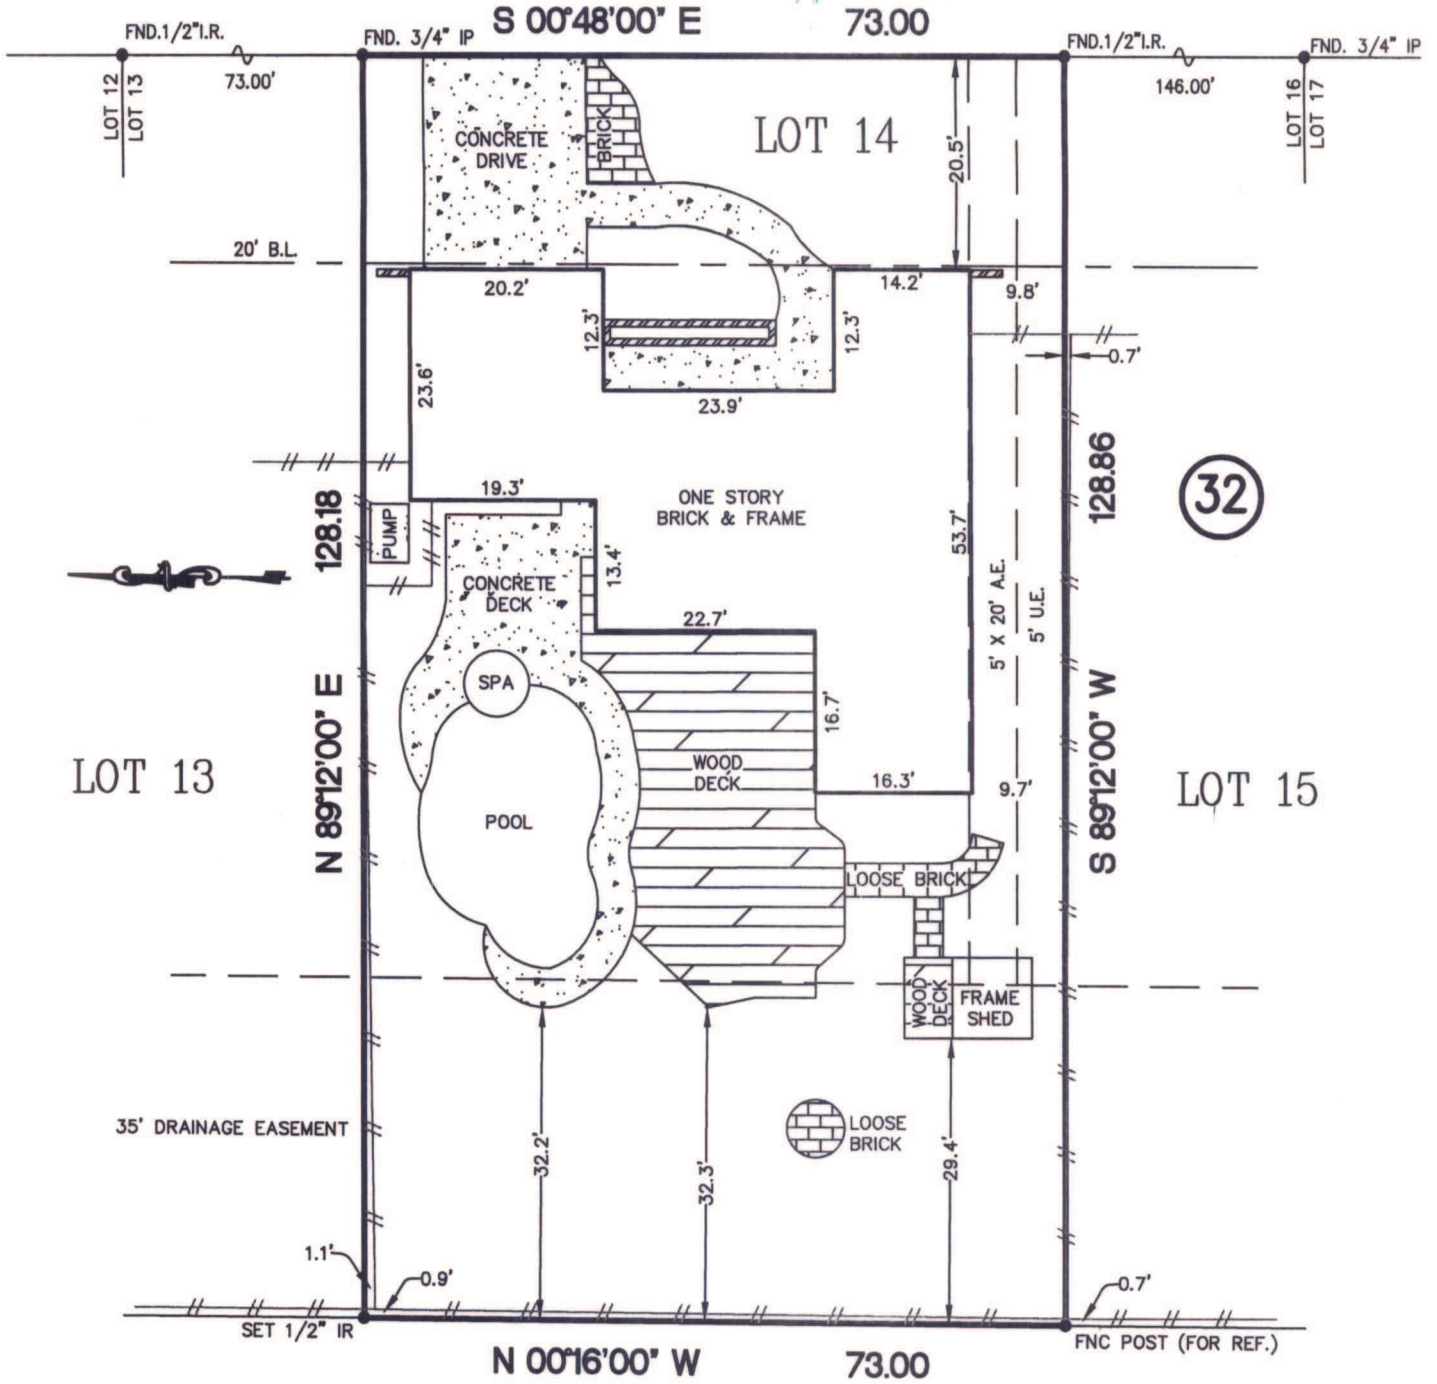 S 00°48'00" E 73.00
FND.1/2"I.R.
FND. 3/4" IP
FND.1/2"I.R.
FND. 3/4" IP
73.00'
146.00'
LOT 12
LOT 13
LOT 16
LOT 17
CONCRETE
DRIVE
BRICK
LOT 14
20.5'
20' B.L.
20.2'
14.2'
9.8'
12.3'
12.3'
0.7'
23.6'
23.9'
128.18
128.86
32
19.3'
ONE STORY
BRICK & FRAME
PUMP
53.7'
13.4'
CONCRETE
DECK
22.7'
5' X 20' A.E.
5' U.E.
SPA
16.7'
N 89°12'00" E
S 89°12'00" W
LOT 13
WOOD
DECK
16.3'
9.7'
LOT 15
POOL
LOOSE BRICK
WOOD
DECK
FRAME
SHED
35' DRAINAGE EASEMENT
LOOSE
BRICK
32.2'
32.3'
29.4'
1.1'
0.9'
0.7'
SET 1/2" IR
FNC POST (FOR REF.)
N 00°16'00" W 73.00